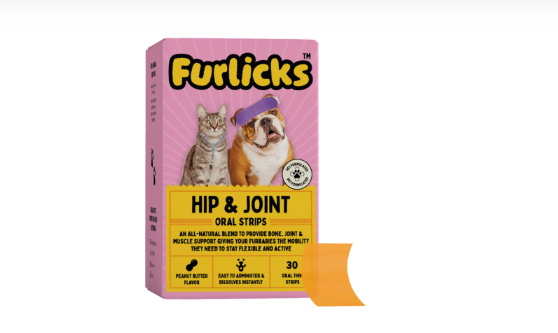 Furlicks™
HIP & JOINT
ORAL STRIPS
AN ALL-NATURAL BLEND TO PROVIDE BONE, JOINT &
MUSCLE SUPPORT GIVING YOUR FURBABIES THE MOBILITY
THEY NEED TO STAY FLEXIBLE AND ACTIVE
PEANUT BUTTER
FLAVOR
EASY TO ADMINISTER &
DISSOLVES INSTANTLY
30
ORAL THIN
STRIPS